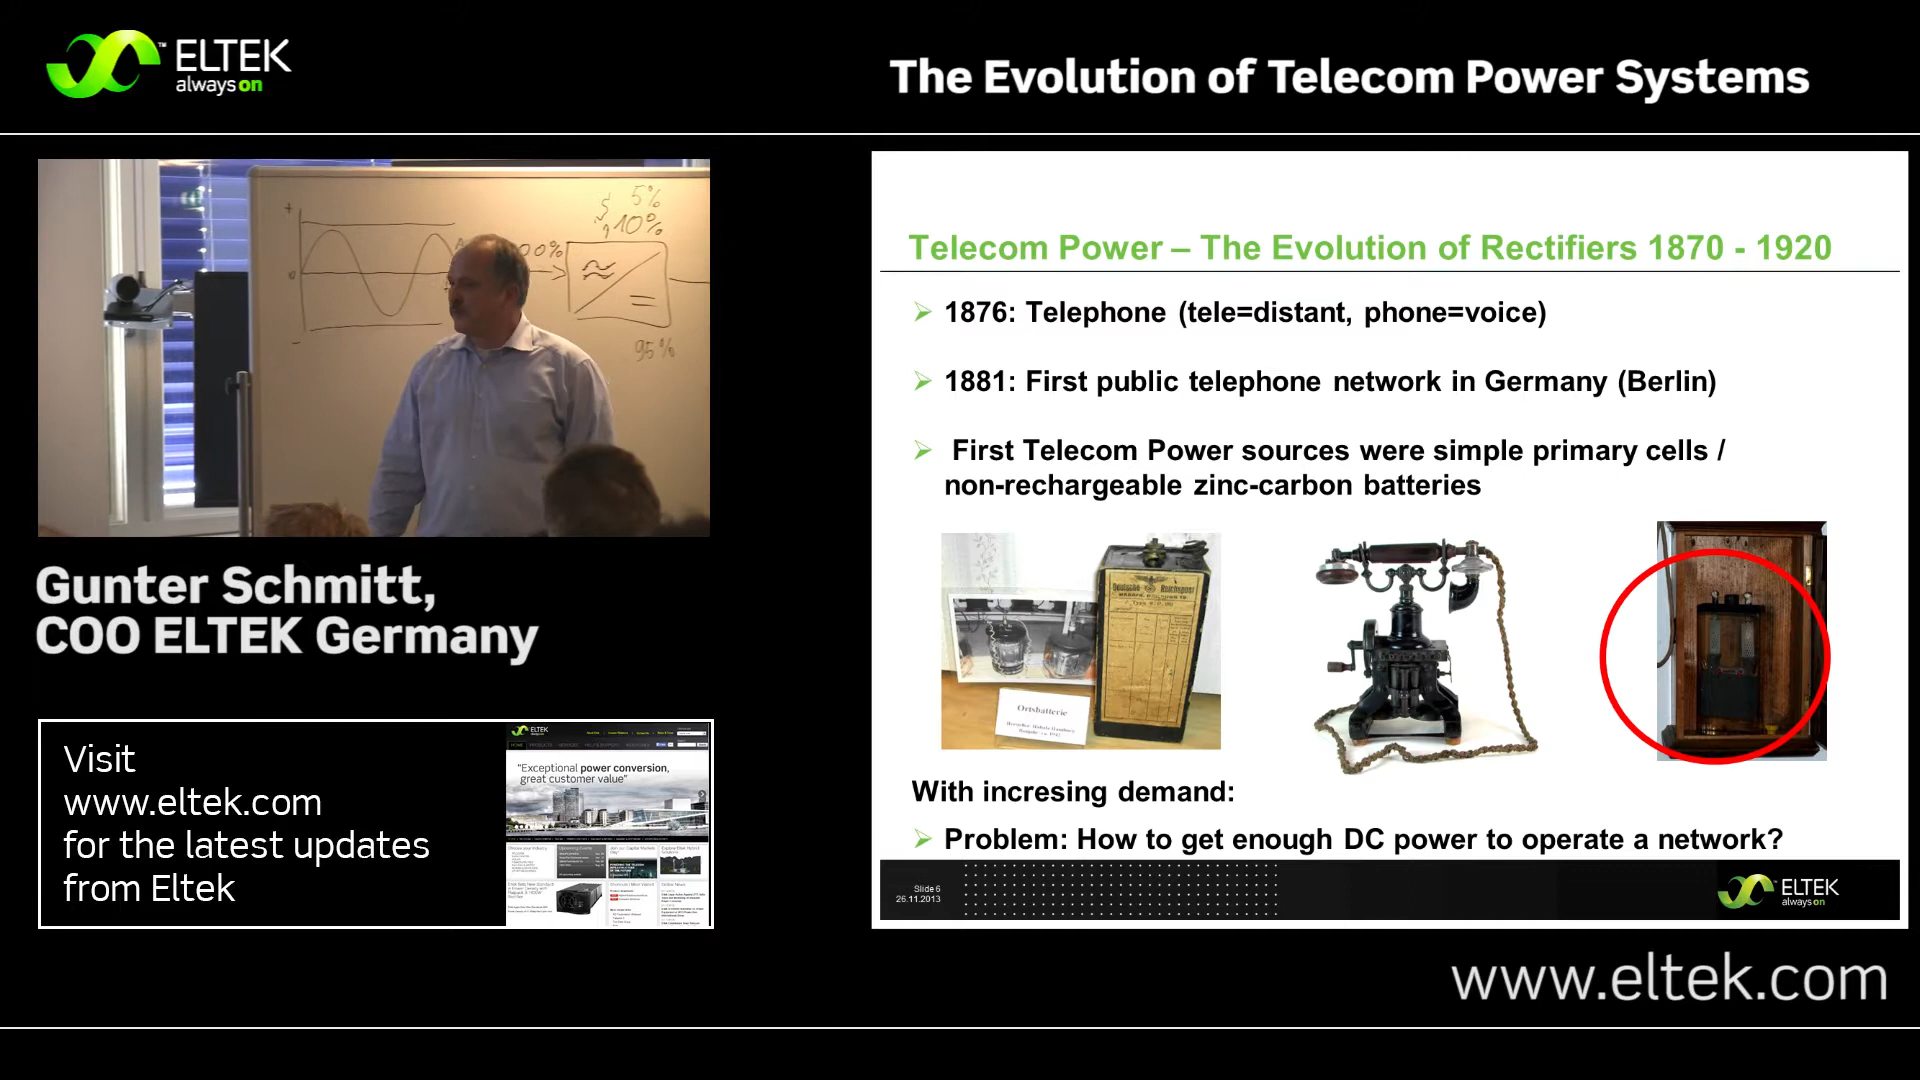 ELTEK
always on
The Evolution of Telecom Power Systems
+
0
-
5%
10%
95%
Gunter Schmitt,
COO ELTEK Germany
Visit
www.eltek.com
for the latest updates
from Eltek
ELTEK
"Exceptional power conversion,
great customer value"
Telecom Power – The Evolution of Rectifiers 1870 - 1920
1876: Telephone (tele=distant, phone=voice)
1881: First public telephone network in Germany (Berlin)
First Telecom Power sources were simple primary cells /
non-rechargeable zinc-carbon batteries
Deutsche Reichspost
Ortsbatterie
With incresing demand:
Problem: How to get enough DC power to operate a network?
Slide 6
26.11.2013
ELTEK
always on
www.eltek.com